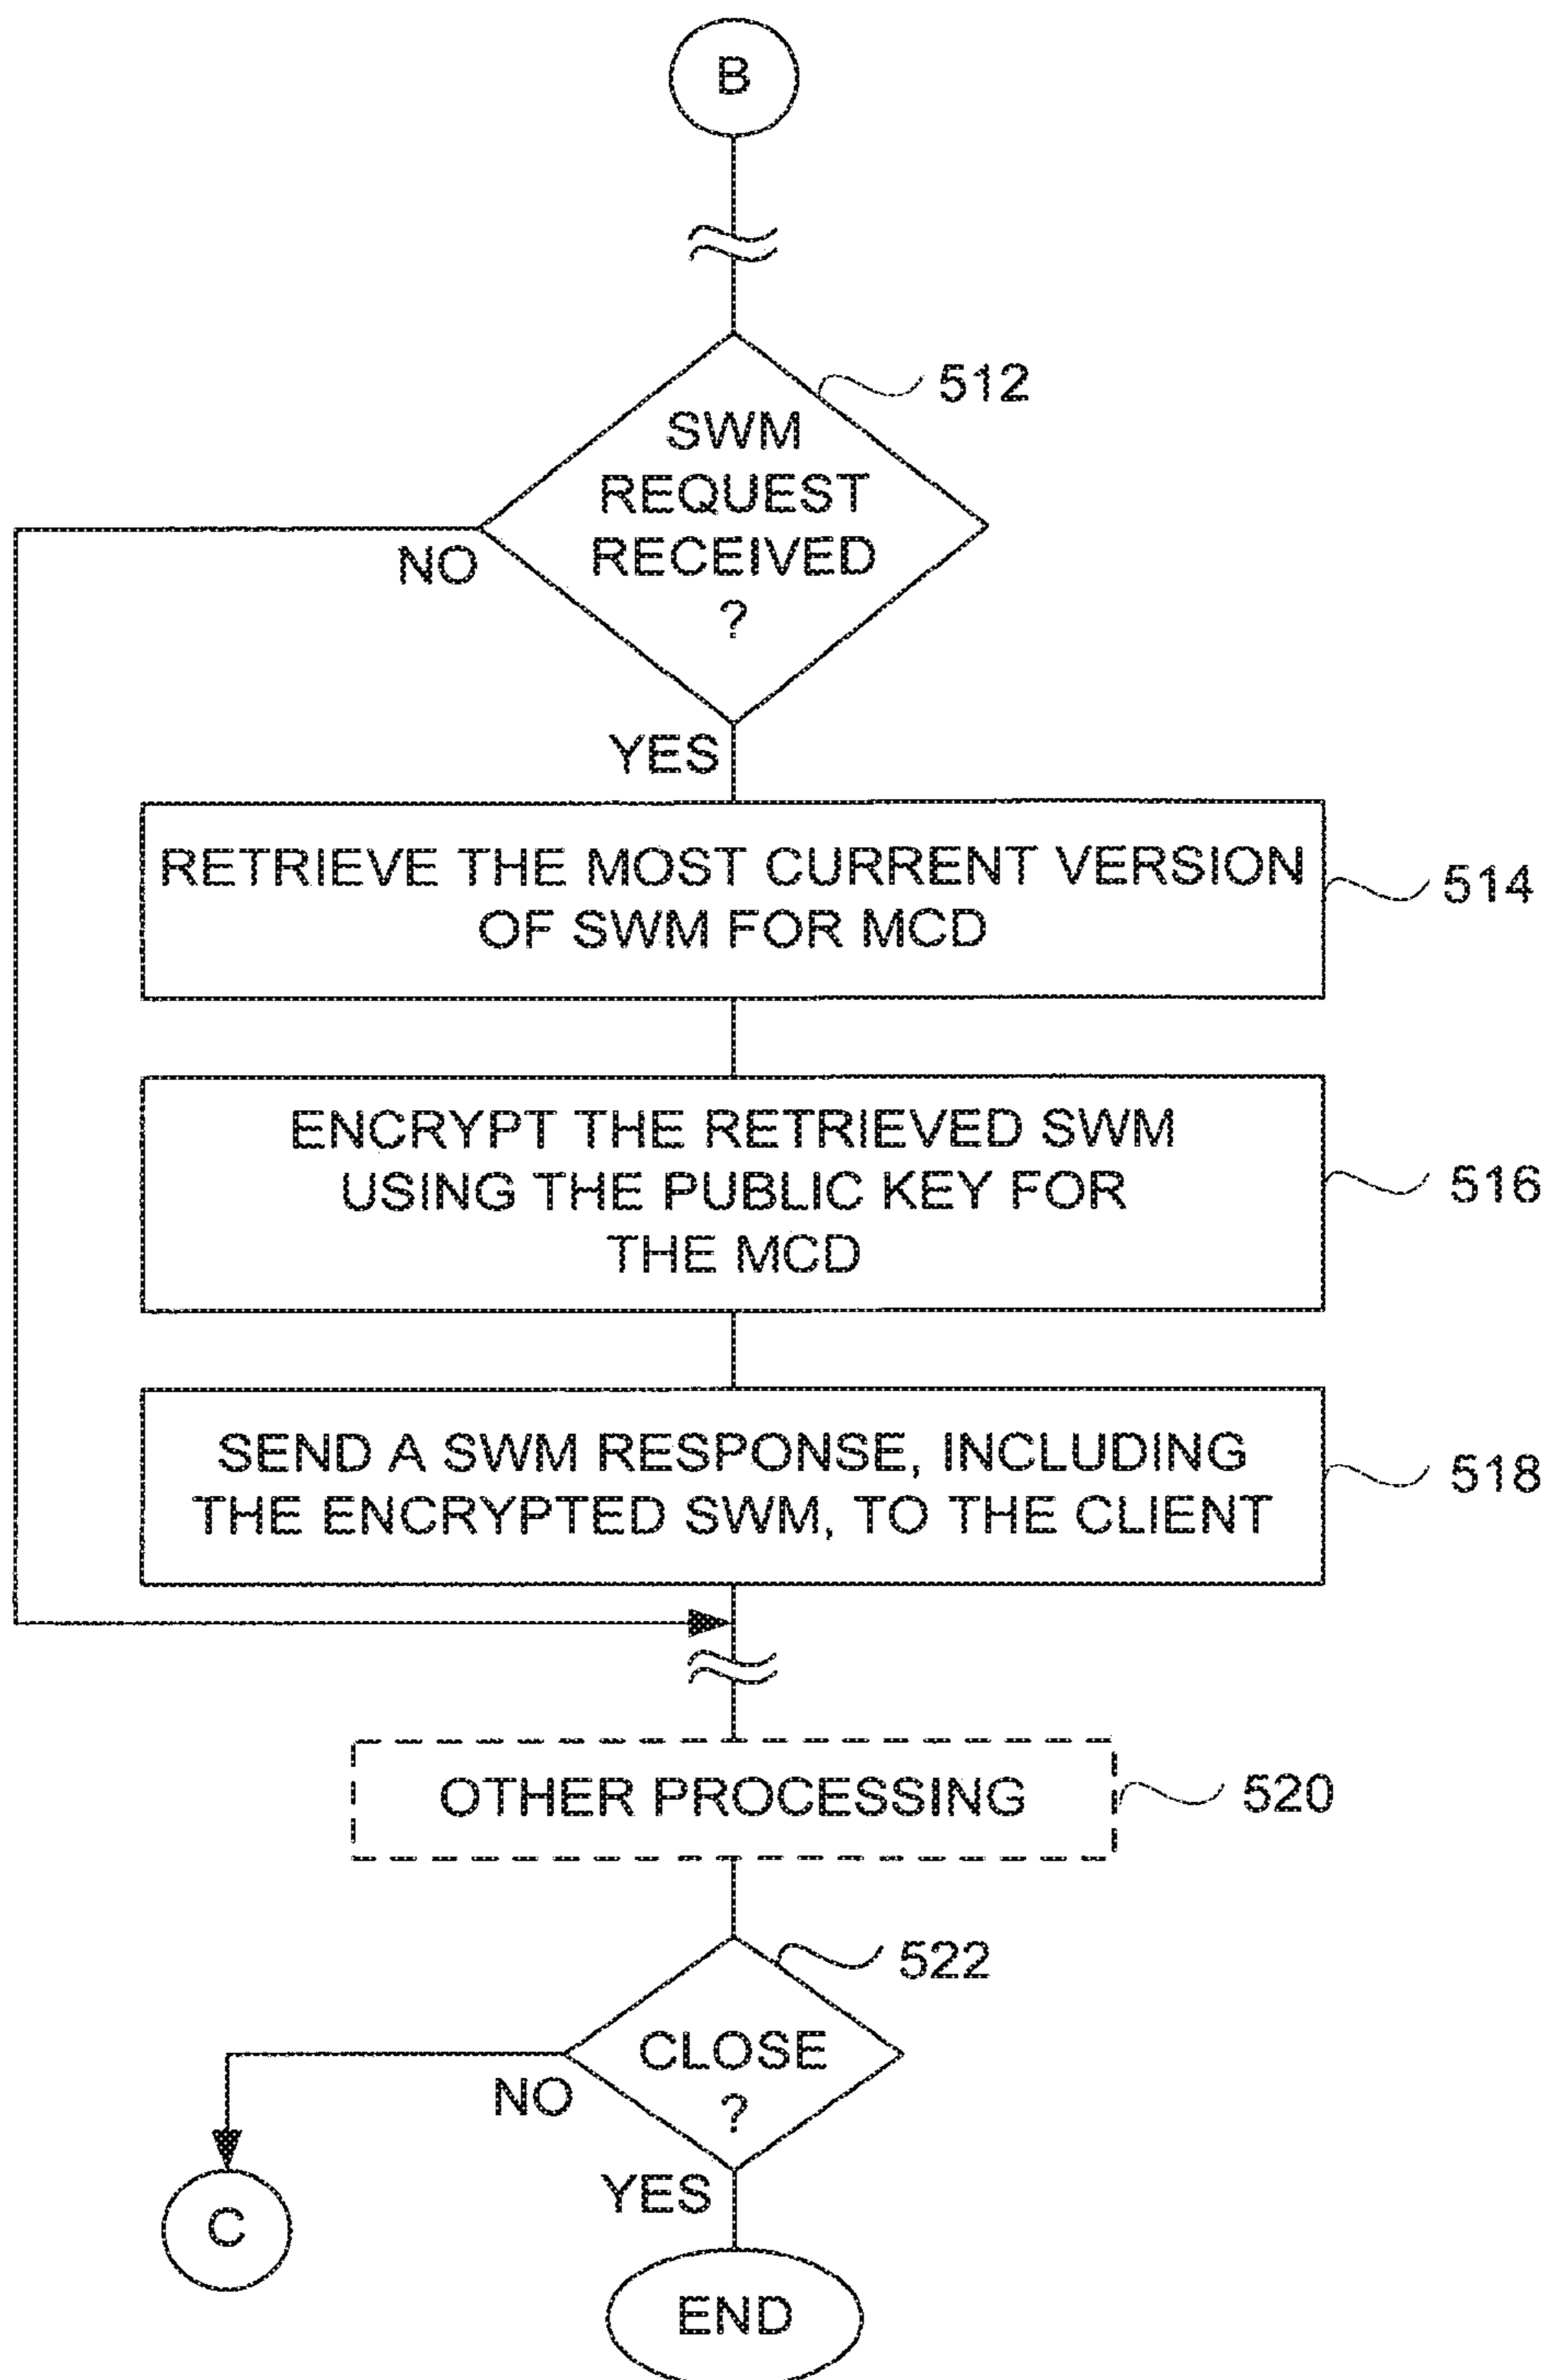 B
512
SWM
REQUEST
RECEIVED
?
NO
YES
RETRIEVE THE MOST CURRENT VERSION
OF SWM FOR MCD
514
ENCRYPT THE RETRIEVED SWM
USING THE PUBLIC KEY FOR
THE MCD
516
SEND A SWM RESPONSE, INCLUDING
THE ENCRYPTED SWM, TO THE CLIENT
518
OTHER PROCESSING
520
522
CLOSE
?
NO
YES
C
END